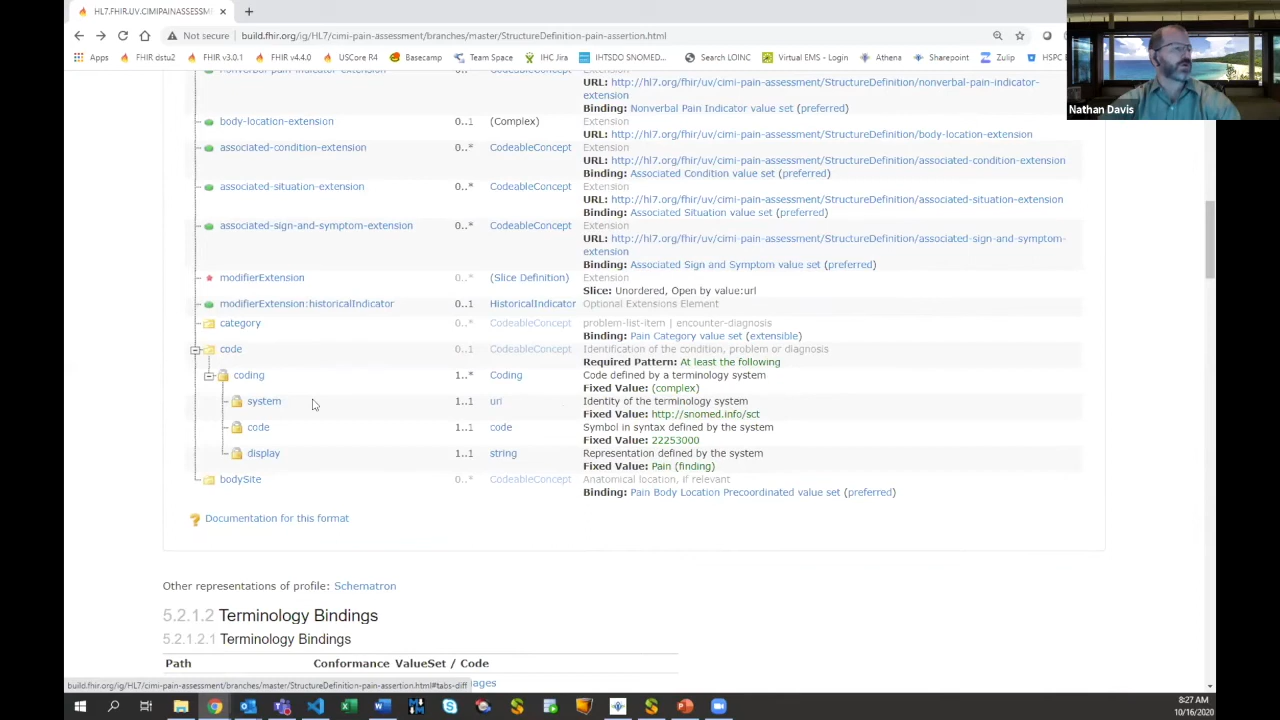 HL7.FHIR.UV.CIMIPAINASSESSM
Not secure build.fhir.org/ig/HL7/cimi-pain-assessment/branches/master/StructureDefinition-pain-assertion.html
Apps FHIR dstu2 FHIR v3.0.1 FHIR v4.0.0 USCore R4 Basecamp Team Space IHC Jira IHTSDO SNOMED... Search LOINC Virtual EMS - Login Athena Sharepoint Zulip HSPC
Nathan Davis
nonverbal-pain-indicator-extension 0..* CodeableConcept Extension
URL: http://hl7.org/fhir/uv/cimi-pain-assessment/StructureDefinition/nonverbal-pain-indicator-
extension
Binding: Nonverbal Pain Indicator value set (preferred)
body-location-extension 0..1 (Complex) Extension
URL: http://hl7.org/fhir/uv/cimi-pain-assessment/StructureDefinition/body-location-extension
associated-condition-extension 0..* CodeableConcept Extension
URL: http://hl7.org/fhir/uv/cimi-pain-assessment/StructureDefinition/associated-condition-extension
Binding: Associated Condition value set (preferred)
associated-situation-extension 0..* CodeableConcept Extension
URL: http://hl7.org/fhir/uv/cimi-pain-assessment/StructureDefinition/associated-situation-extension
Binding: Associated Situation value set (preferred)
associated-sign-and-symptom-extension 0..* CodeableConcept Extension
URL: http://hl7.org/fhir/uv/cimi-pain-assessment/StructureDefinition/associated-sign-and-symptom-
extension
Binding: Associated Sign and Symptom value set (preferred)
modifierExtension 0..* (Slice Definition) Extension
Slice: Unordered, Open by value:url
modifierExtension:historicalIndicator 0..1 HistoricalIndicator Optional Extensions Element
category 0..* CodeableConcept problem-list-item | encounter-diagnosis
Binding: Pain Category value set (extensible)
code 0..1 CodeableConcept Identification of the condition, problem or diagnosis
Required Pattern: At least the following
coding 1..* Coding Code defined by a terminology system
Fixed Value: (complex)
system 1..1 uri Identity of the terminology system
Fixed Value: http://snomed.info/sct
code 1..1 code Symbol in syntax defined by the system
Fixed Value: 22253000
display 1..1 string Representation defined by the system
Fixed Value: Pain (finding)
bodySite 0..* CodeableConcept Anatomical location, if relevant
Binding: Pain Body Location Precoordinated value set (preferred)
Documentation for this format
Other representations of profile: Schematron
5.2.1.2 Terminology Bindings
5.2.1.2.1 Terminology Bindings
Path Conformance ValueSet / Code
build.fhir.org/ig/HL7/cimi-pain-assessment/branches/master/StructureDefinition-pain-assertion.html#tabs-diff ages
8:27 AM
10/16/2020